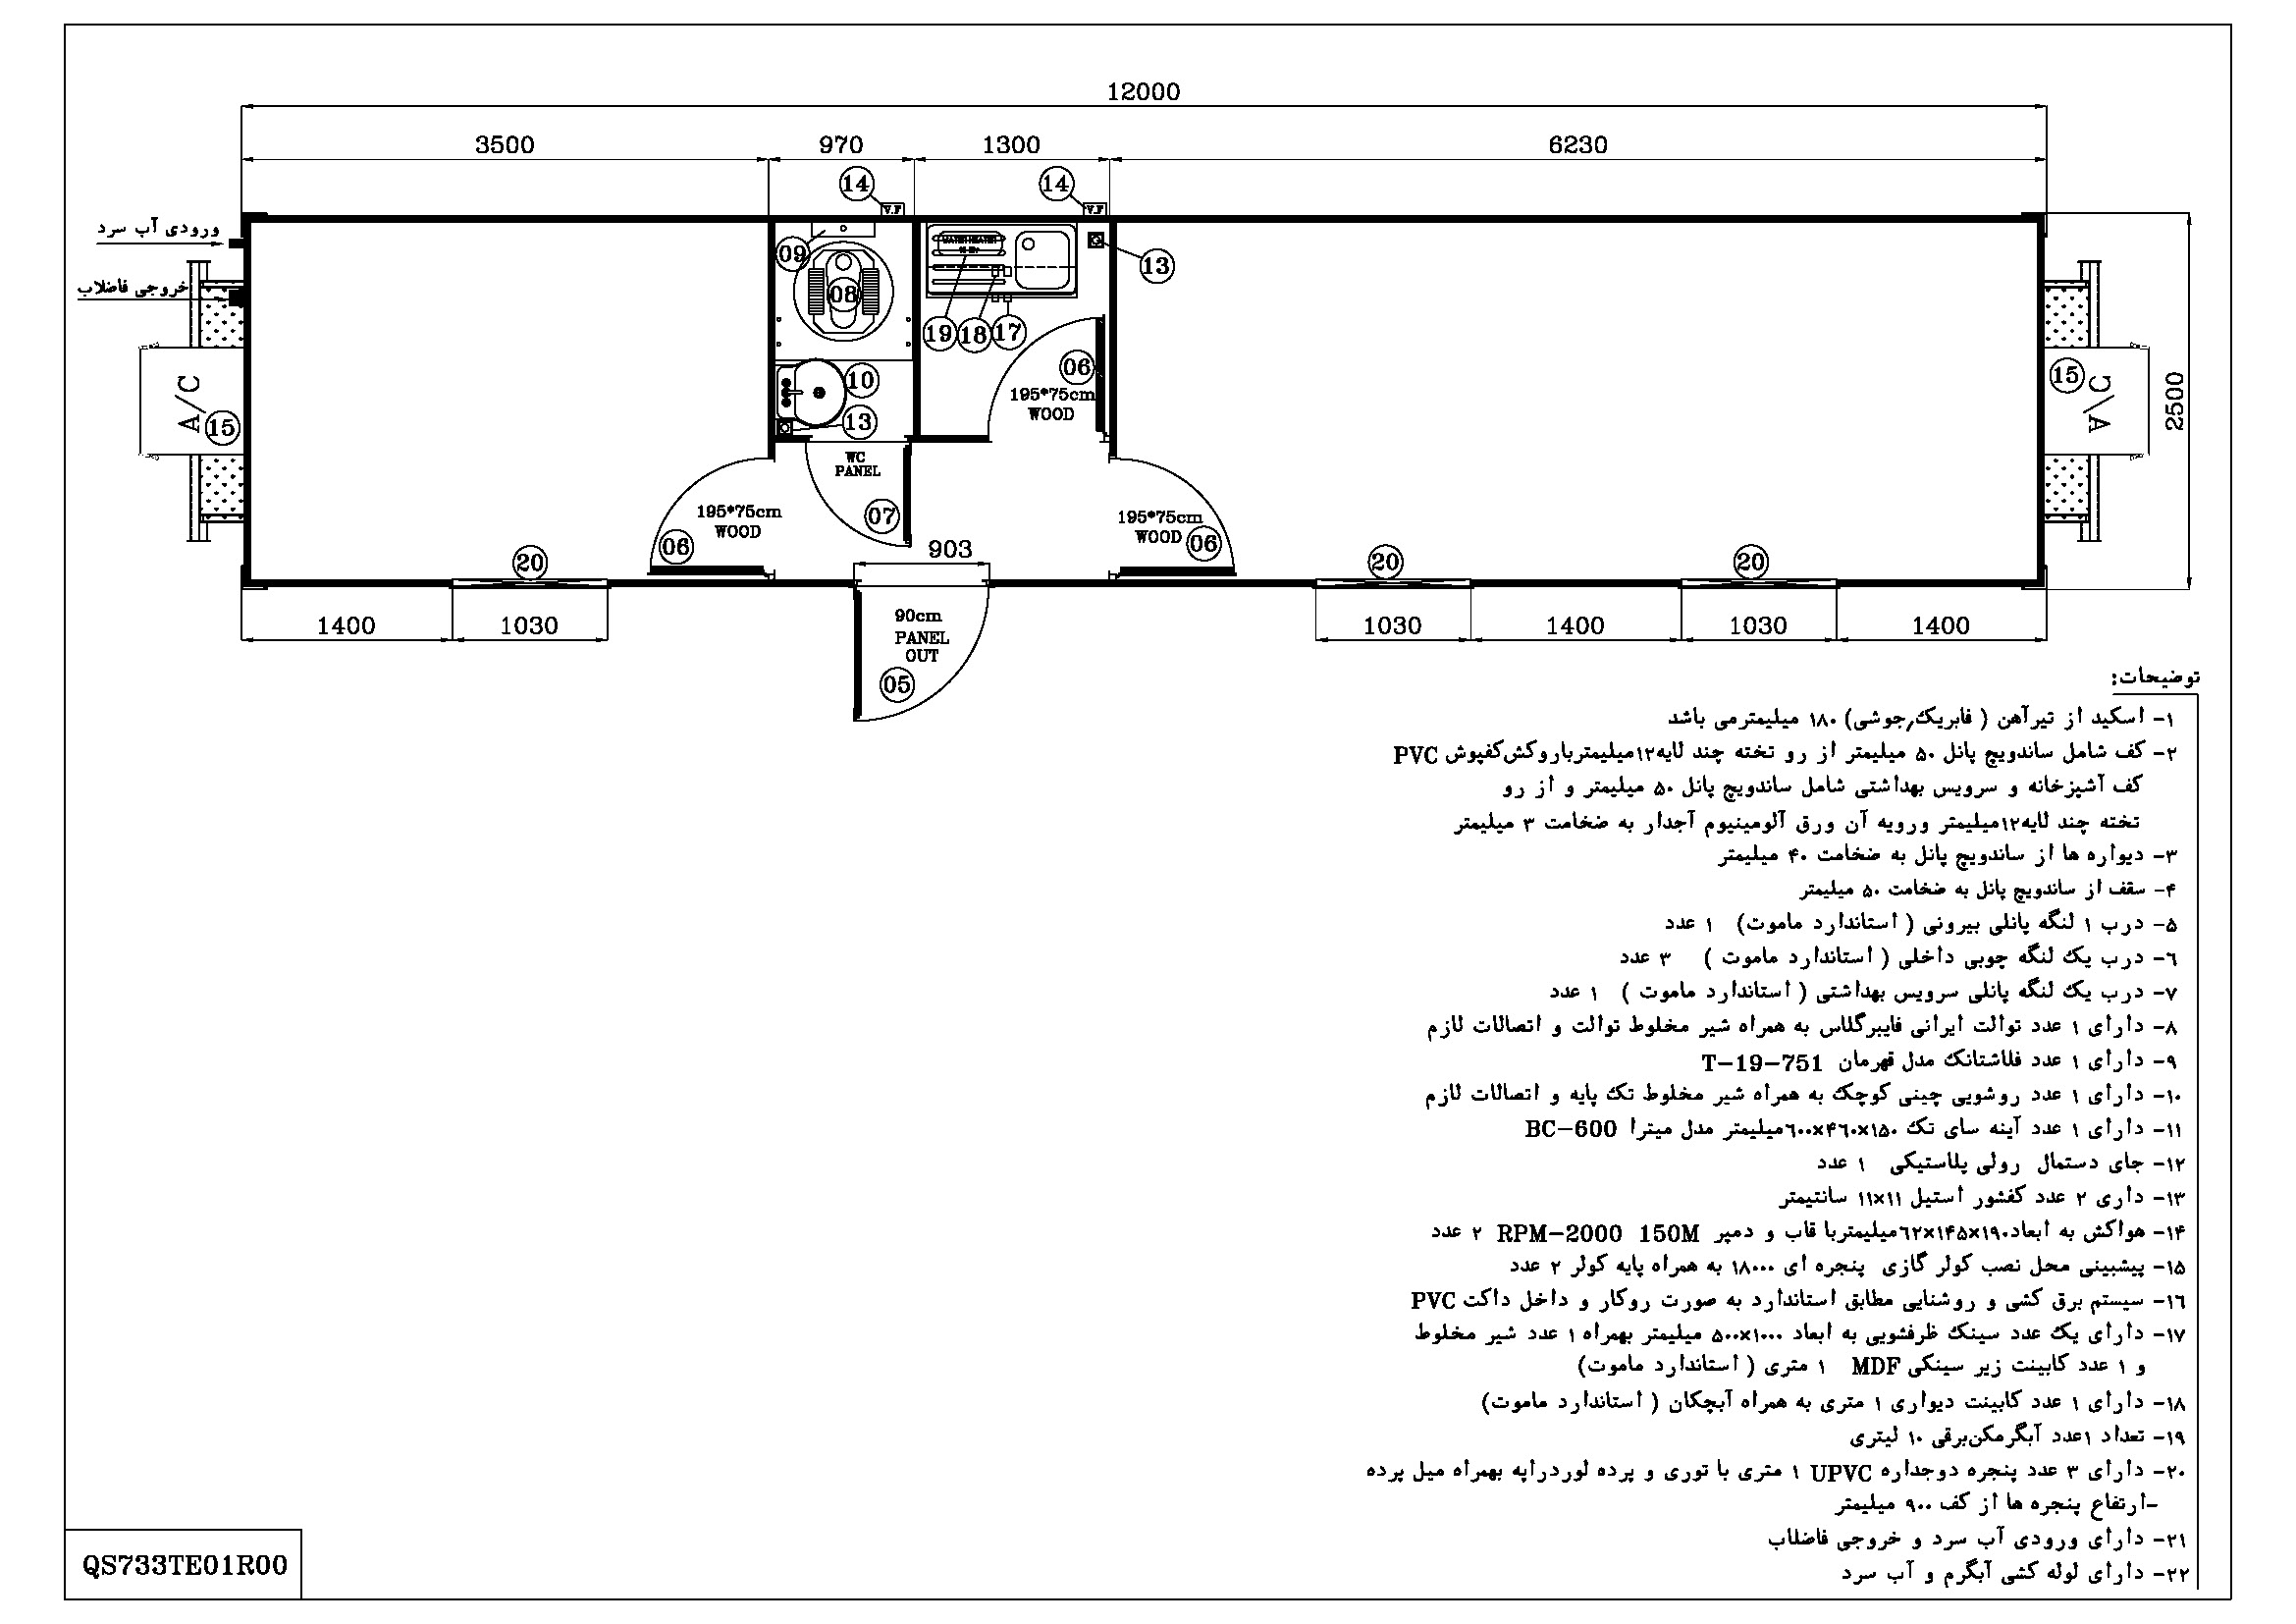 12000
3500
970
1300
6230
14
14
V.F
V.F
ورودی آب سرد
خروجی فاضلاب
09
08
WATER HEATER
13
19
18
17
06
195*75cm
WOOD
10
13
A/C
15
15
A/C
2500
WC
PANEL
07
195*75cm
WOOD
06
195*75cm
WOOD
06
903
20
20
20
1400
1030
90cm
PANEL
OUT
05
1030
1400
1030
1400
توضیحات:
۱- اسکید از تیرآهن ( فابریک,جوشی) ۱۸۰ میلیمترمی باشد
۲- کف شامل ساندویچ پانل ۵۰ میلیمتر از رو تخته چند لایه۱۲میلیمترباروکش‌کفپوش PVC
کف آشپزخانه و سرویس بهداشتی شامل ساندویچ پانل ۵۰ میلیمتر و از رو
تخته چند لایه۱۲میلیمتر ورویه آن ورق آلومینیوم آجدار به ضخامت ۳ میلیمتر
۳- دیواره ها از ساندویچ پانل به ضخامت ۴۰ میلیمتر
۴- سقف از ساندویچ پانل به ضخامت ۵۰ میلیمتر
۵- درب ۱ لنگه پانلی بیرونی ( استاندارد ماموت) ۱ عدد
۶- درب یک لنگه چوبی داخلی ( استاندارد ماموت ) ۳ عدد
۷- درب یک لنگه پانلی سرویس بهداشتی ( استاندارد ماموت ) ۱ عدد
۸- دارای ۱ عدد توالت ایرانی فایبرگلاس به همراه شیر مخلوط توالت و اتصالات لازم
۹- دارای ۱ عدد فلاشتانک مدل قهرمان T-19-751
۱۰- دارای ۱ عدد روشویی چینی کوچک به همراه شیر مخلوط تک پایه و اتصالات لازم
۱۱- دارای ۱ عدد آینه سای تک ۱۵۰×۴۶۰×۶۰۰میلیمتر مدل میترا BC-600
۱۲- جای دستمال رولی پلاستیکی ۱ عدد
۱۳- داری ۲ عدد کفشور استیل ۱۱×۱۱ سانتیمتر
۱۴- هواکش به ابعاد۱۹۰×۱۴۵×۶۲میلیمتربا قاب و دمپر RPM-2000 150M ۲ عدد
۱۵- پیشبینی محل نصب کولر گازی پنجره ای ۱۸۰۰۰ به همراه پایه کولر ۲ عدد
۱۶- سیستم برق کشی و روشنایی مطابق استاندارد به صورت روکار و داخل داکت PVC
۱۷- دارای یک عدد سینک ظرفشویی به ابعاد ۱۰۰۰×۵۰۰ میلیمتر بهمراه ۱ عدد شیر مخلوط
و ۱ عدد کابینت زیر سینکی MDF ۱ متری ( استاندارد ماموت)
۱۸- دارای ۱ عدد کابینت دیواری ۱ متری به همراه آبچکان ( استاندارد ماموت)
۱۹- تعداد ۱عدد آبگرمکن‌برقی ۱۰ لیتری
۲۰- دارای ۳ عدد پنجره دوجداره UPVC ۱ متری با توری و پرده لوردراپه بهمراه میل پرده
-ارتفاع پنجره ها از کف ۹۰۰ میلیمتر
۲۱- دارای ورودی آب سرد و خروجی فاضلاب
۲۲- دارای لوله کشی آبگرم و آب سرد
QS733TE01R00